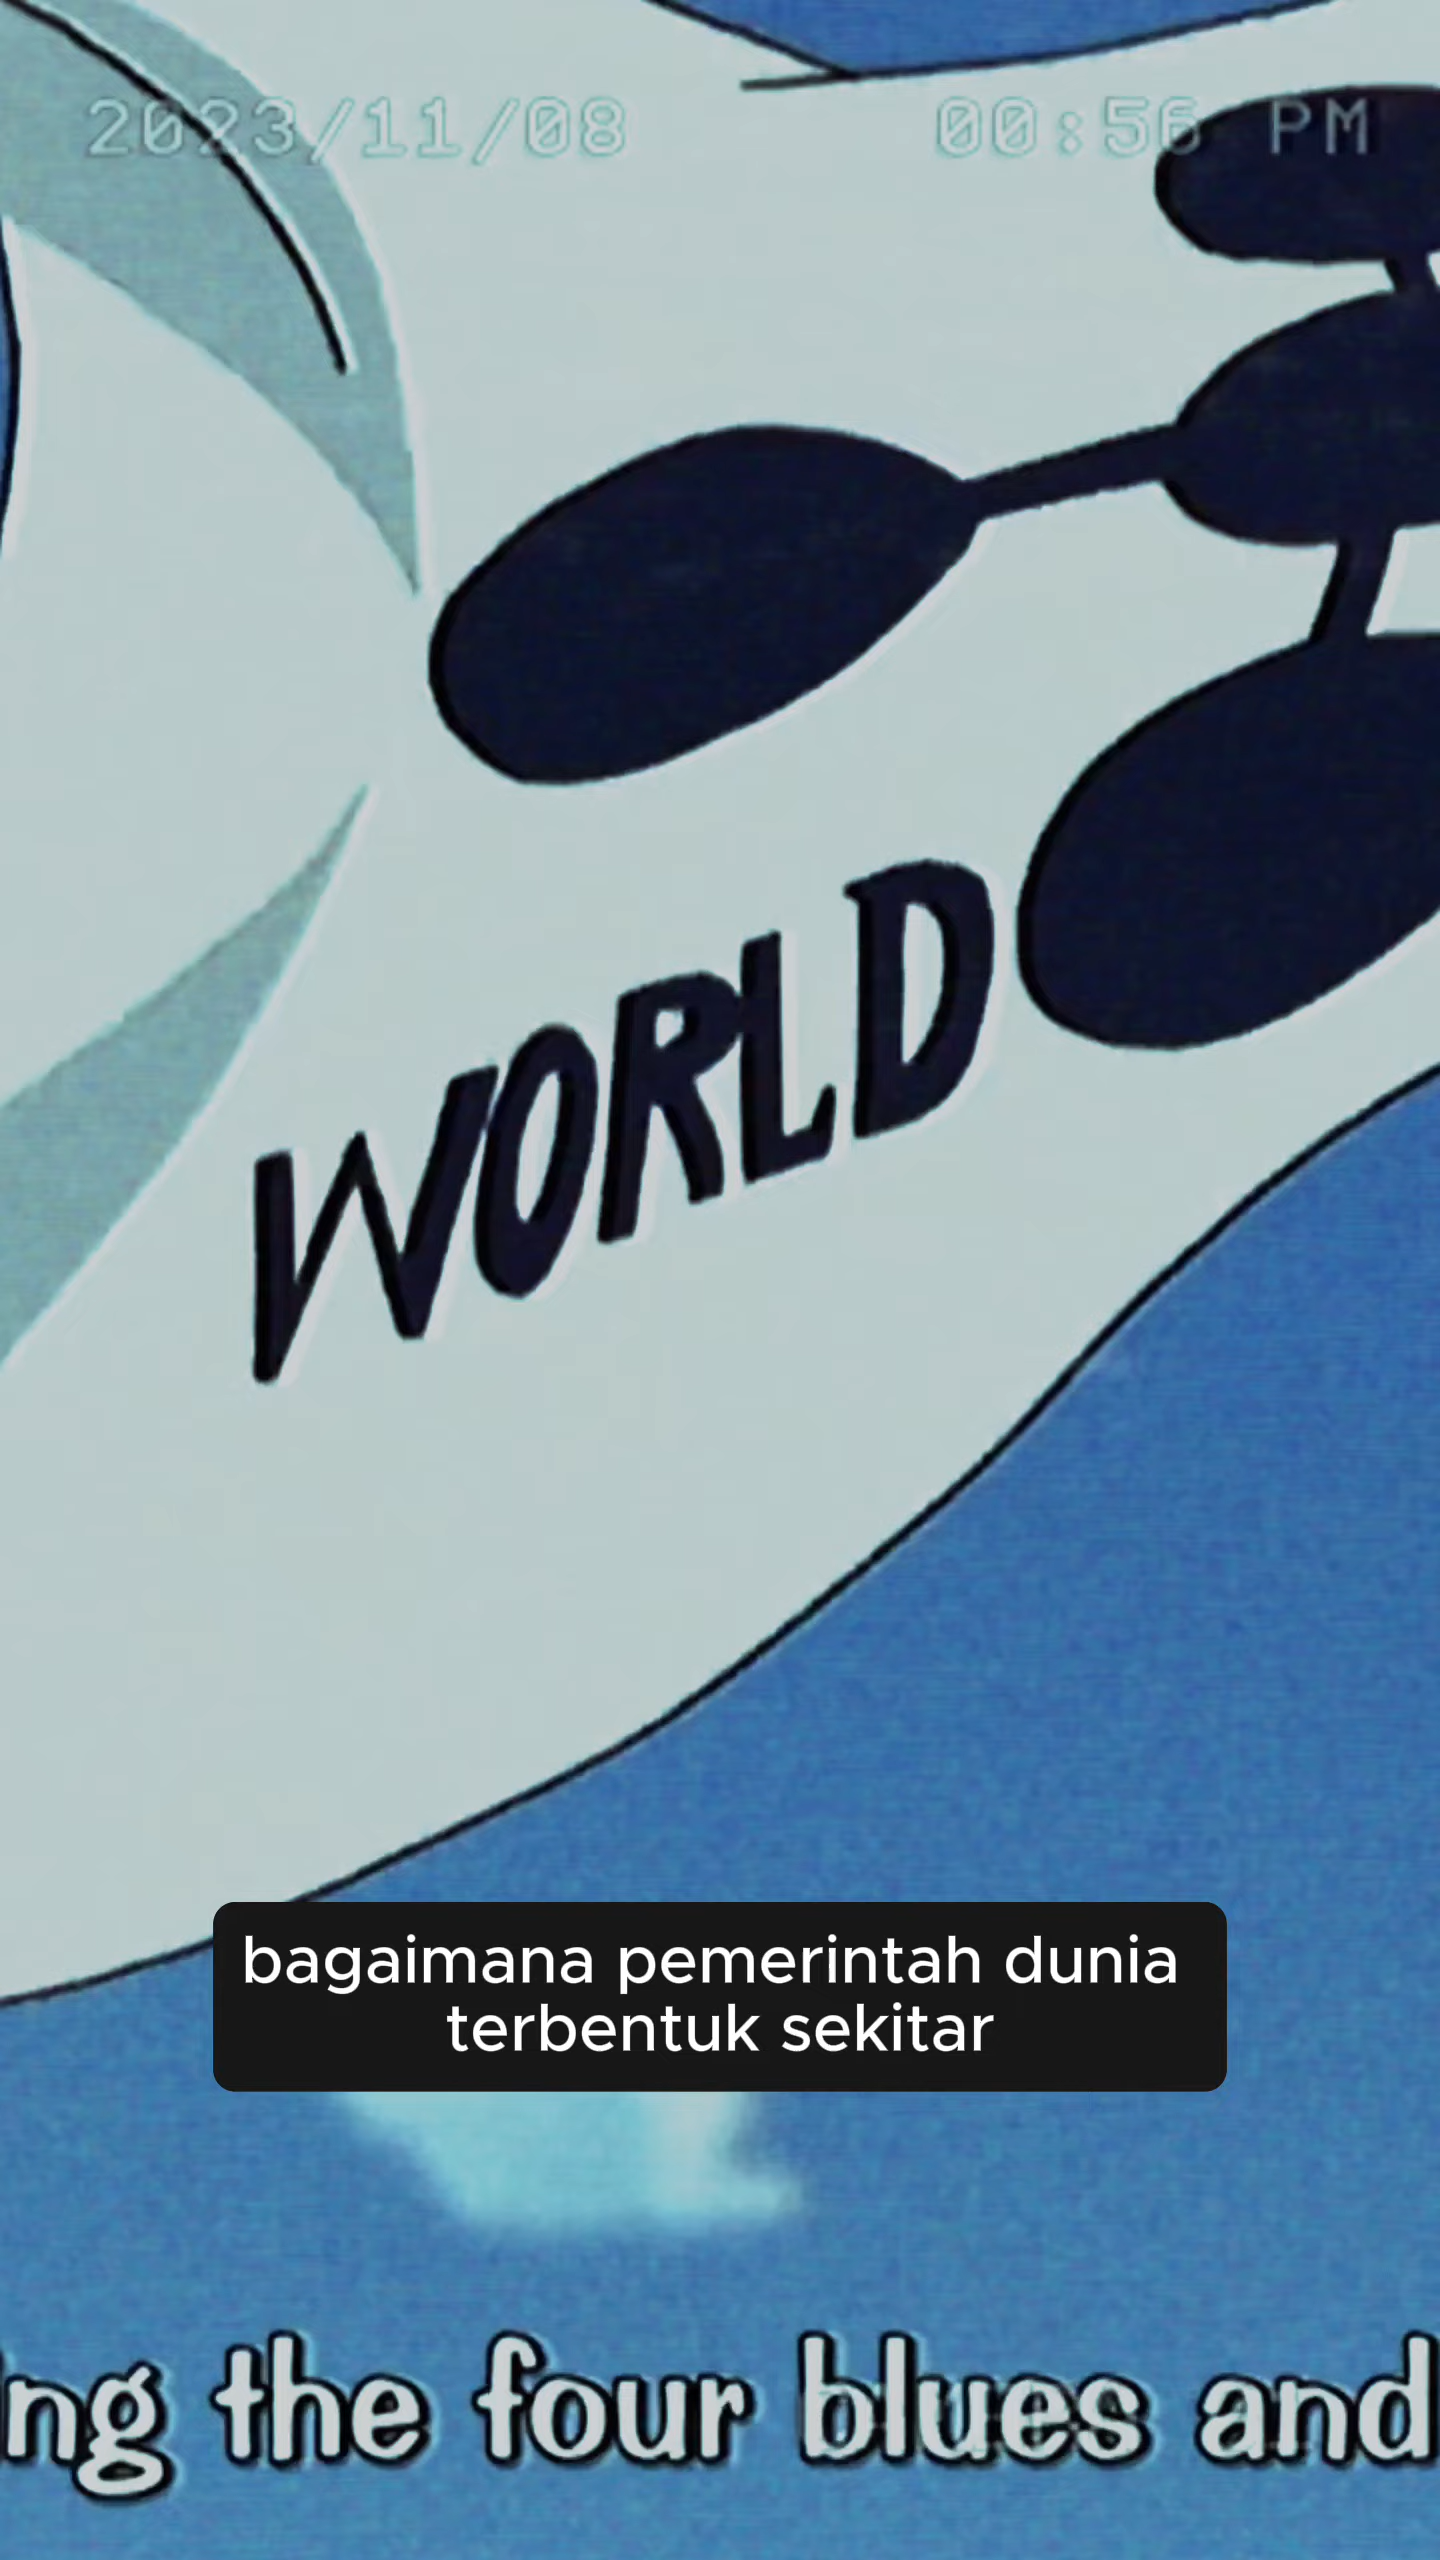 2023/11/08 00:56 PM
WORLD
bagaimana pemerintah dunia
terbentuk sekitar
ng the four blues and